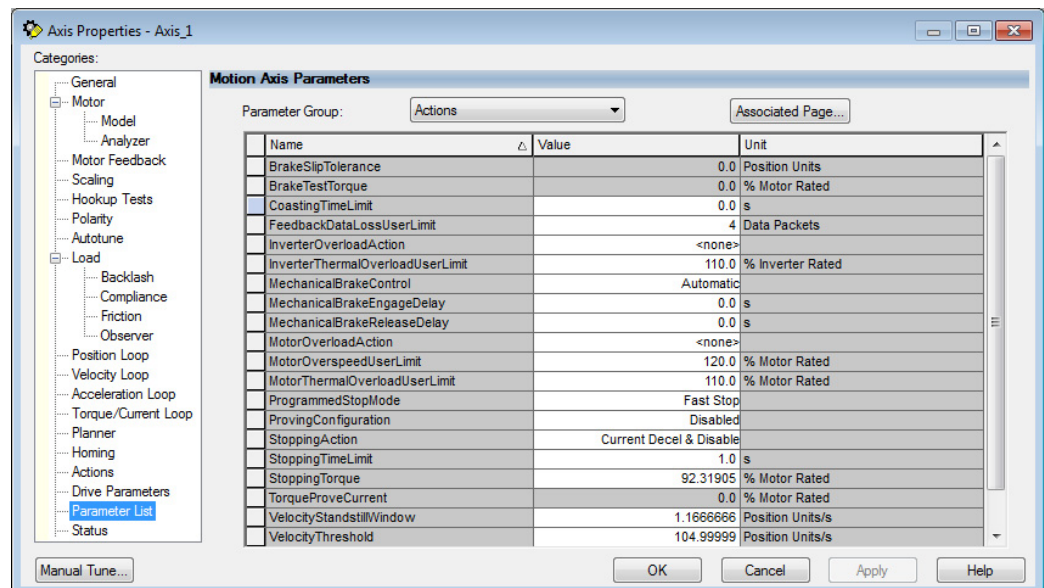 Axis Properties - Axis_1
Categories:
General
Motor
Model
Analyzer
Motor Feedback
Scaling
Hookup Tests
Polarity
Autotune
Load
Backlash
Compliance
Friction
Observer
Position Loop
Velocity Loop
Acceleration Loop
Torque/Current Loop
Planner
Homing
Actions
Drive Parameters
Parameter List
Status
Motion Axis Parameters
Parameter Group: Actions Associated Page...
Name Value Unit
BrakeSlipTolerance 0.0 Position Units
BrakeTestTorque 0.0 % Motor Rated
CoastingTimeLimit 0.0 s
FeedbackDataLossUserLimit 4 Data Packets
InverterOverloadAction <none>
InverterThermalOverloadUserLimit 110.0 % Inverter Rated
MechanicalBrakeControl Automatic
MechanicalBrakeEngageDelay 0.0 s
MechanicalBrakeReleaseDelay 0.0 s
MotorOverloadAction <none>
MotorOverspeedUserLimit 120.0 % Motor Rated
MotorThermalOverloadUserLimit 110.0 % Motor Rated
ProgrammedStopMode Fast Stop
ProvingConfiguration Disabled
StoppingAction Current Decel & Disable
StoppingTimeLimit 1.0 s
StoppingTorque 92.31905 % Motor Rated
TorqueProveCurrent 0.0 % Motor Rated
VelocityStandstillWindow 1.1666666 Position Units/s
VelocityThreshold 104.99999 Position Units/s
Manual Tune... OK Cancel Apply Help